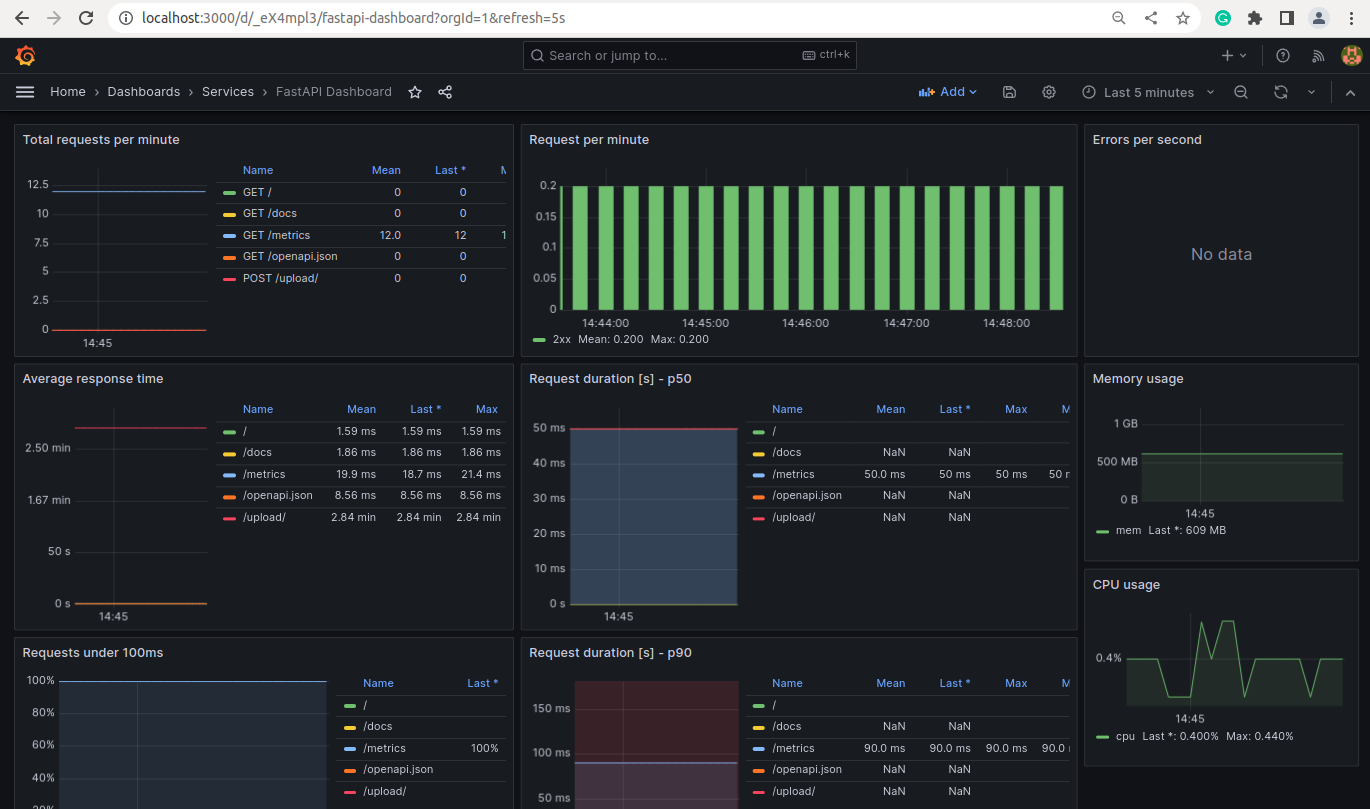 localhost:3000/d/_eX4mpl3/fastapi-dashboard?orgId=1&refresh=5s
Search or jump to... ctrl+k
Home › Dashboards › Services › FastAPI Dashboard Add Last 5 minutes
Total requests per minute
12.5
10
7.5
5
2.5
0
14:45
Name Mean Last * M
GET / 0 0
GET /docs 0 0
GET /metrics 12.0 12 1
GET /openapi.json 0 0
POST /upload/ 0 0
Request per minute
0.2
0.15
0.1
0.05
0
14:44:00 14:45:00 14:46:00 14:47:00 14:48:00
2xx Mean: 0.200 Max: 0.200
Errors per second
No data
Average response time
2.50 min
1.67 min
50 s
0 s
14:45
Name Mean Last * Max
/ 1.59 ms 1.59 ms 1.59 ms
/docs 1.86 ms 1.86 ms 1.86 ms
/metrics 19.9 ms 18.7 ms 21.4 ms
/openapi.json 8.56 ms 8.56 ms 8.56 ms
/upload/ 2.84 min 2.84 min 2.84 min
Request duration [s] - p50
50 ms
40 ms
30 ms
20 ms
10 ms
0 s
14:45
Name Mean Last * Max M
/
/docs NaN NaN
/metrics 50.0 ms 50 ms 50 ms 50 m
/openapi.json NaN NaN
/upload/ NaN NaN
Memory usage
1 GB
500 MB
0 B
14:45
mem Last *: 609 MB
CPU usage
0.4%
14:45
cpu Last *: 0.400% Max: 0.440%
Requests under 100ms
100%
80%
60%
40%
20%
Name Last *
/
/docs
/metrics 100%
/openapi.json
/upload/
Request duration [s] - p90
150 ms
100 ms
50 ms
Name Mean Last * Max M
/
/docs NaN NaN
/metrics 90.0 ms 90.0 ms 90.0 ms 90.0
/openapi.json NaN NaN
/upload/ NaN NaN